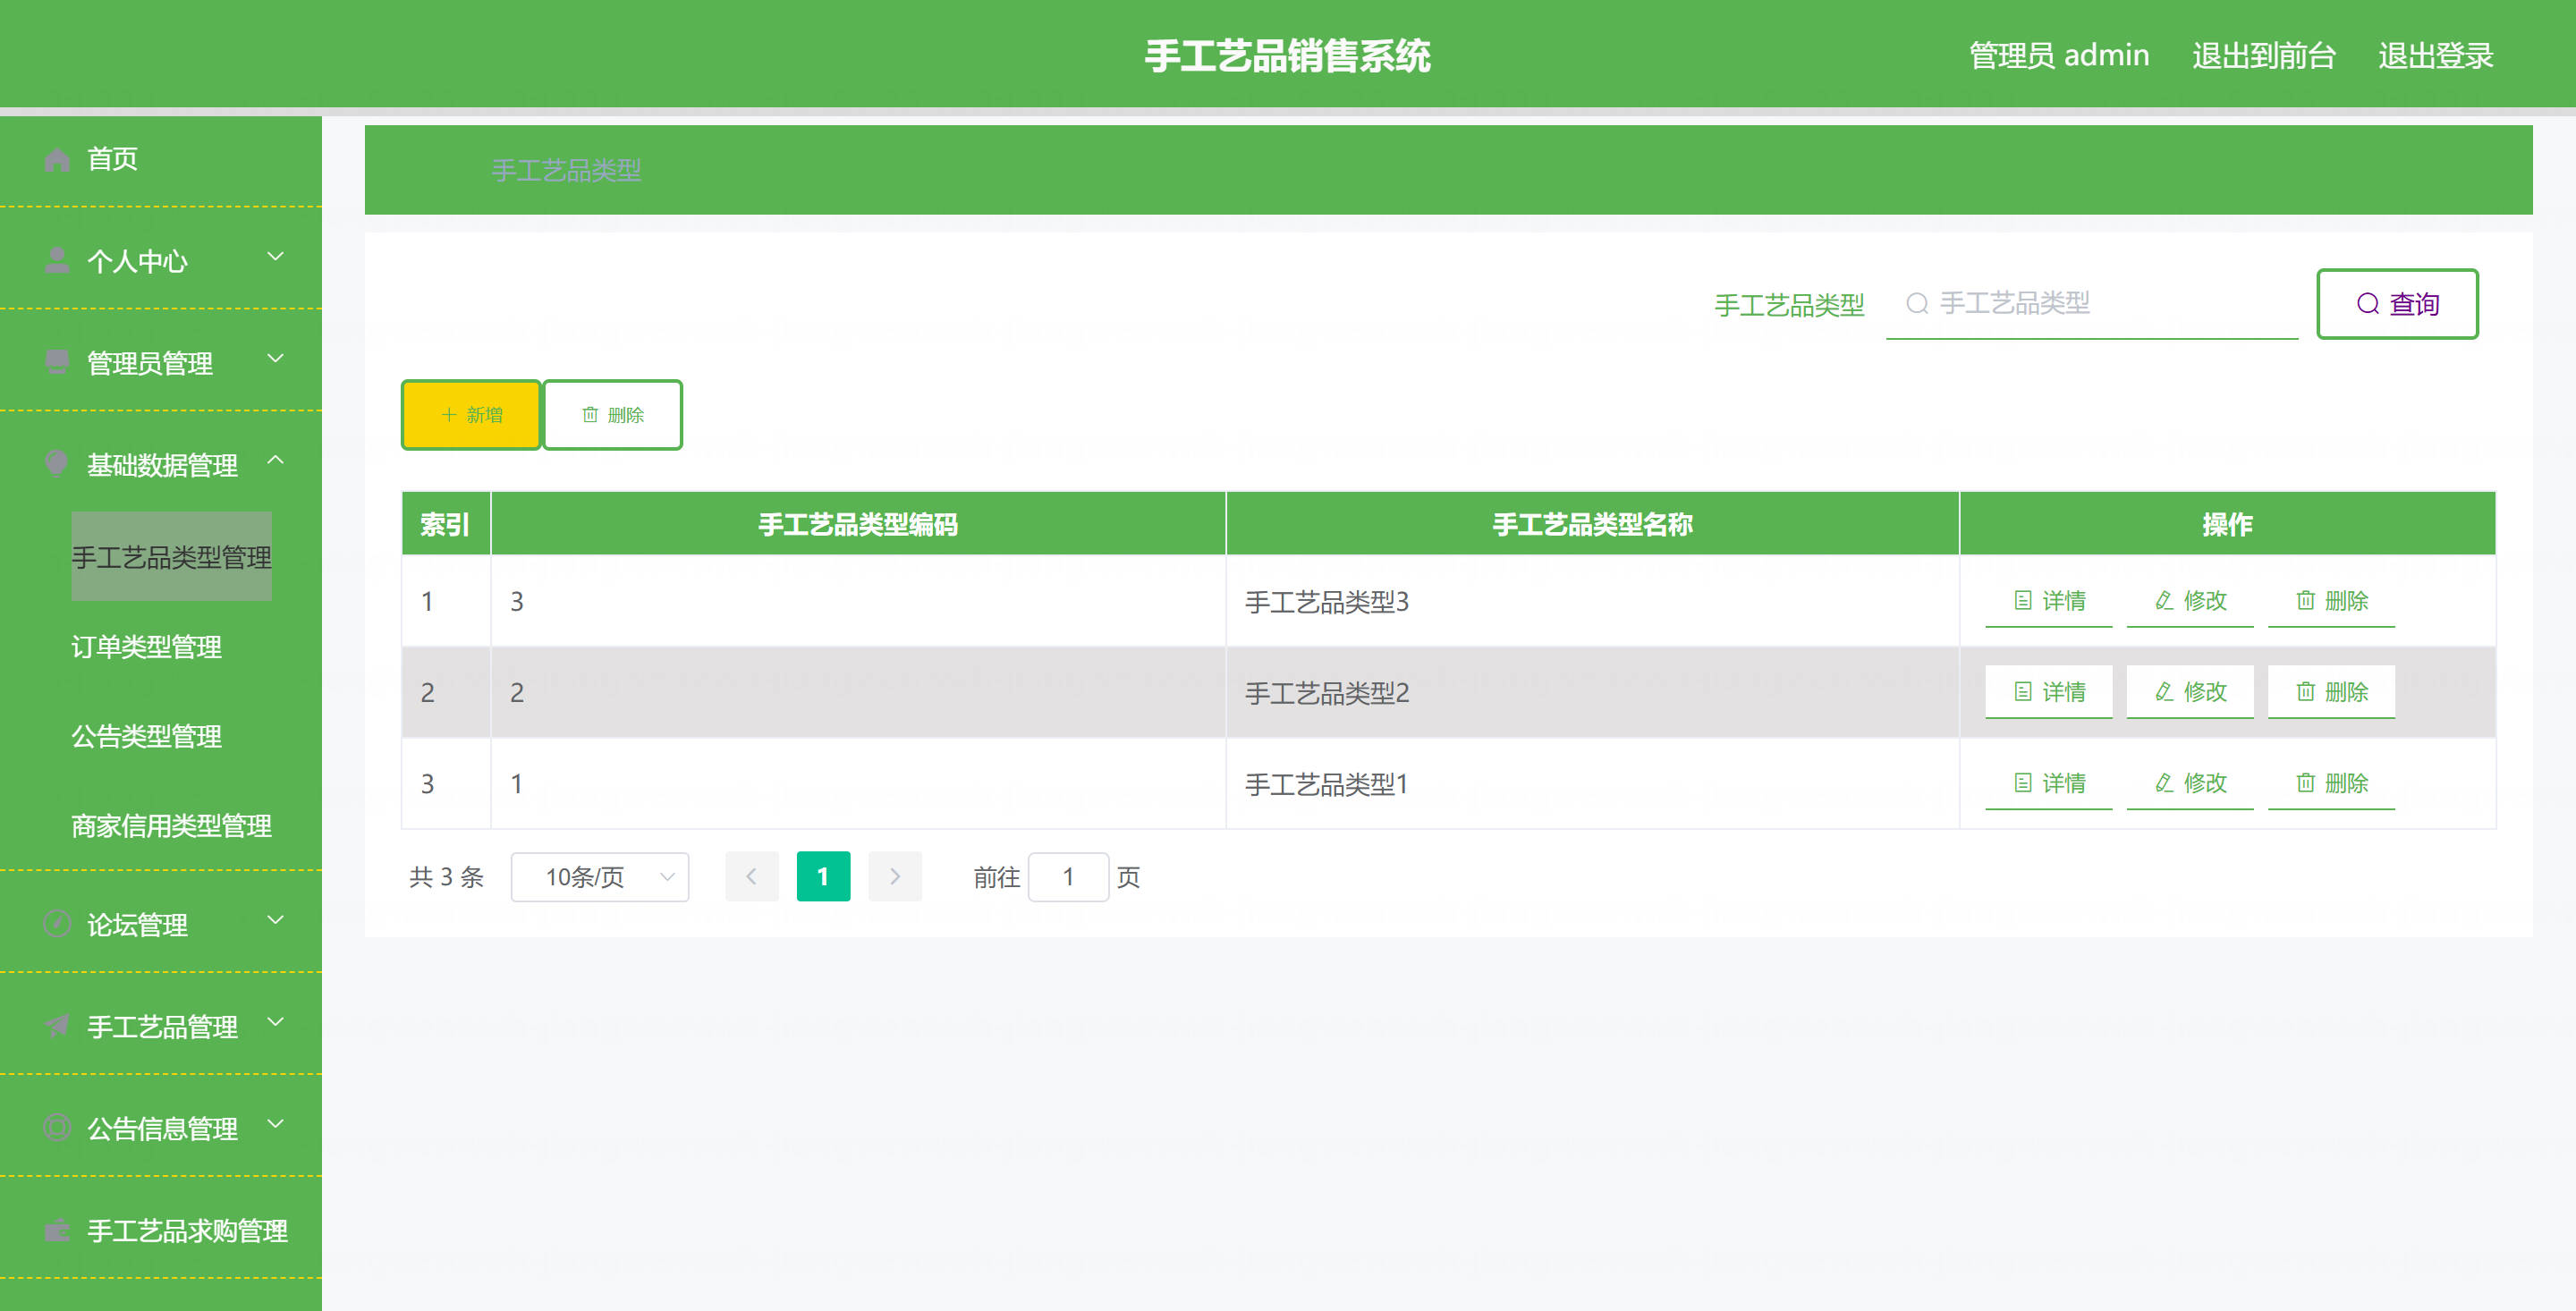 手工艺品销售系统
管理员 admin 退出到前台 退出登录
首页
个人中心
管理员管理
基础数据管理
手工艺品类型管理
订单类型管理
公告类型管理
商家信用类型管理
论坛管理
手工艺品管理
公告信息管理
手工艺品求购管理
手工艺品类型
手工艺品类型 手工艺品类型 查询
新增 删除
索引 手工艺品类型编码 手工艺品类型名称 操作
1 3 手工艺品类型3 详情 修改 删除
2 2 手工艺品类型2 详情 修改 删除
3 1 手工艺品类型1 详情 修改 删除
共 3 条 10条/页 1 前往 1 页